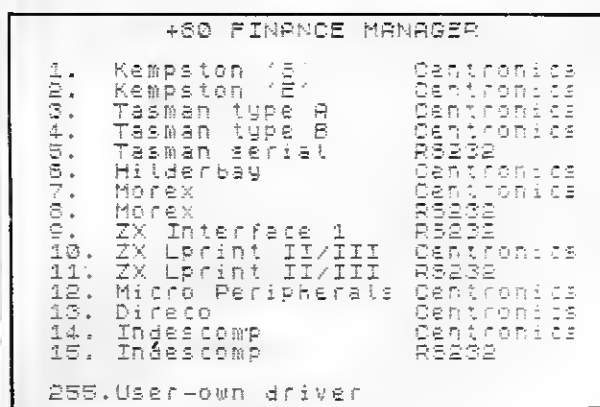 +80 FINANCE MANAGER
1. Kempston 'S' Centronics
2. Kempston 'E' Centronics
3. Tasman type A Centronics
4. Tasman type B Centronics
5. Tasman serial RS232
6. Hilderbay Centronics
7. Morex Centronics
8. Morex RS232
9. ZX Interface 1 RS232
10. ZX Lprint II/III Centronics
11. ZX Lprint II/III RS232
12. Micro Peripherals Centronics
13. Direco Centronics
14. Indescomp Centronics
15. Indescomp RS232
255.User-own driver